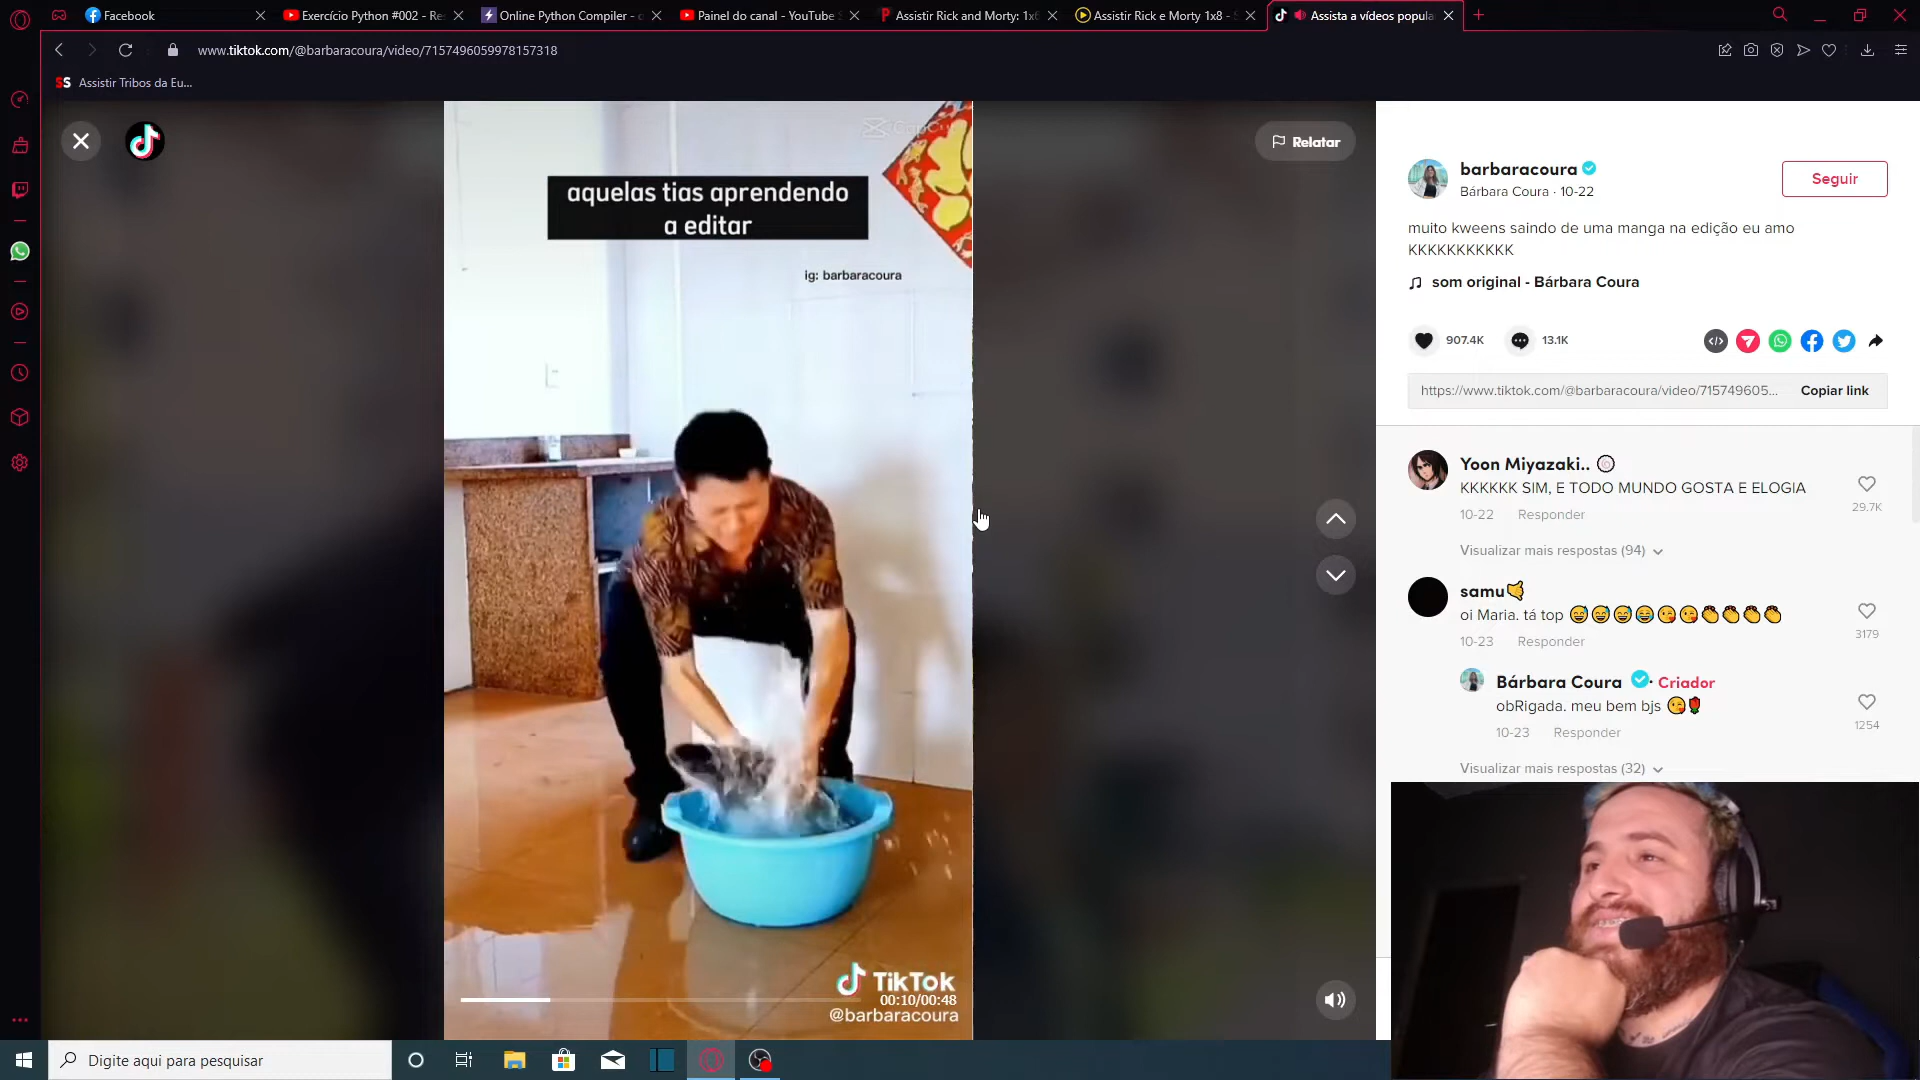 Facebook
Exercício Python #002 - Re
Online Python Compiler - o
Painel do canal - YouTube S
Assistir Rick and Morty: 1x6
Assistir Rick e Morty 1x8 - S
Assista a vídeos popula
www.tiktok.com/@barbaracoura/video/7157496059978157318
SS Assistir Tribos da Eu...
CapCut
aquelas tias aprendendo
a editar
ig: barbaracoura
TikTok
00:10/00:48
@barbaracoura
Relatar
barbaracoura
Bárbara Coura · 10-22
Seguir
muito kweens saindo de uma manga na edição eu amo
KKKKKKKKKKK
som original - Bárbara Coura
907.4K
13.1K
https://www.tiktok.com/@barbaracoura/video/715749605...
Copiar link
Yoon Miyazaki..
KKKKKK SIM, E TODO MUNDO GOSTA E ELOGIA
10-22 Responder
29.7K
Visualizar mais respostas (94)
samu🤙
oi Maria. tá top 😅😅😅😂😘😘👏👏👏👏
10-23 Responder
3179
Bárbara Coura · Criador
obRigada. meu bem bjs 😘🌹
10-23 Responder
1254
Visualizar mais respostas (32)
Digite aqui para pesquisar